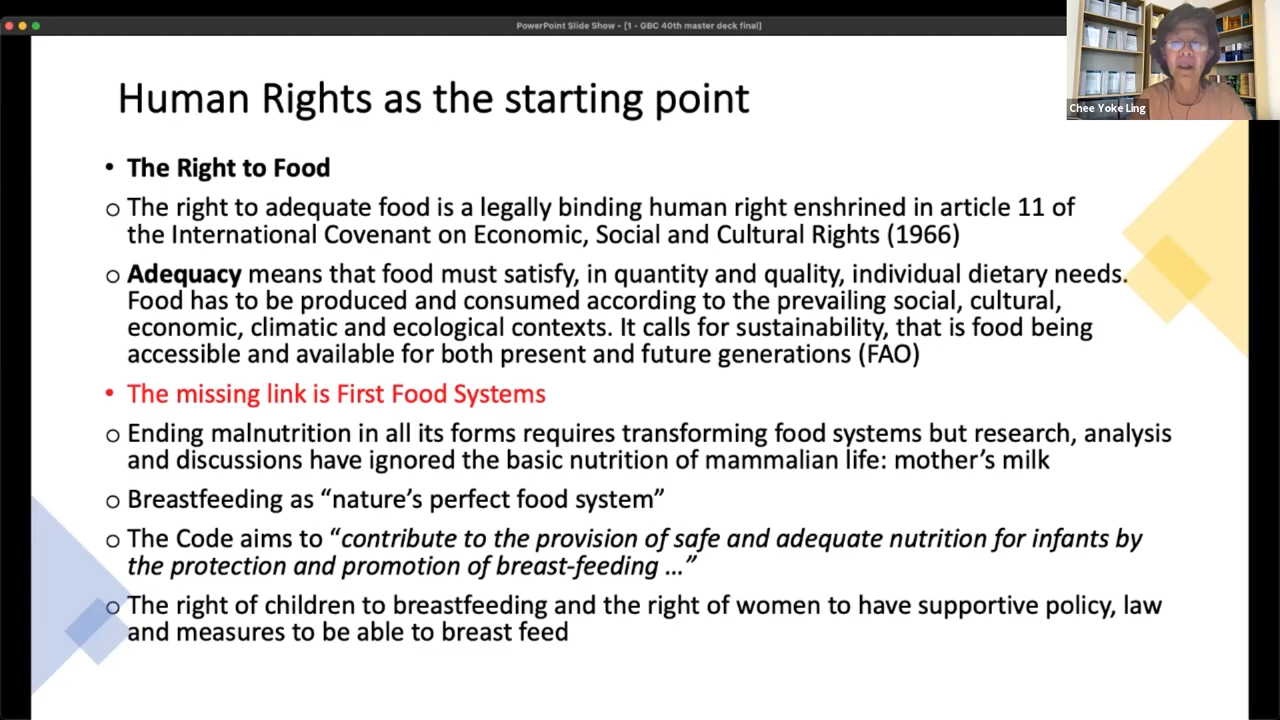 PowerPoint Slide Show - [1 - GBC 40th master deck final]
Chee Yoke Ling
Human Rights as the starting point
• The Right to Food
o The right to adequate food is a legally binding human right enshrined in article 11 of
the International Covenant on Economic, Social and Cultural Rights (1966)
o Adequacy means that food must satisfy, in quantity and quality, individual dietary needs.
Food has to be produced and consumed according to the prevailing social, cultural,
economic, climatic and ecological contexts. It calls for sustainability, that is food being
accessible and available for both present and future generations (FAO)
• The missing link is First Food Systems
o Ending malnutrition in all its forms requires transforming food systems but research, analysis
and discussions have ignored the basic nutrition of mammalian life: mother's milk
o Breastfeeding as “nature's perfect food system”
o The Code aims to “contribute to the provision of safe and adequate nutrition for infants by
the protection and promotion of breast-feeding ...”
o The right of children to breastfeeding and the right of women to have supportive policy, law
and measures to be able to breast feed